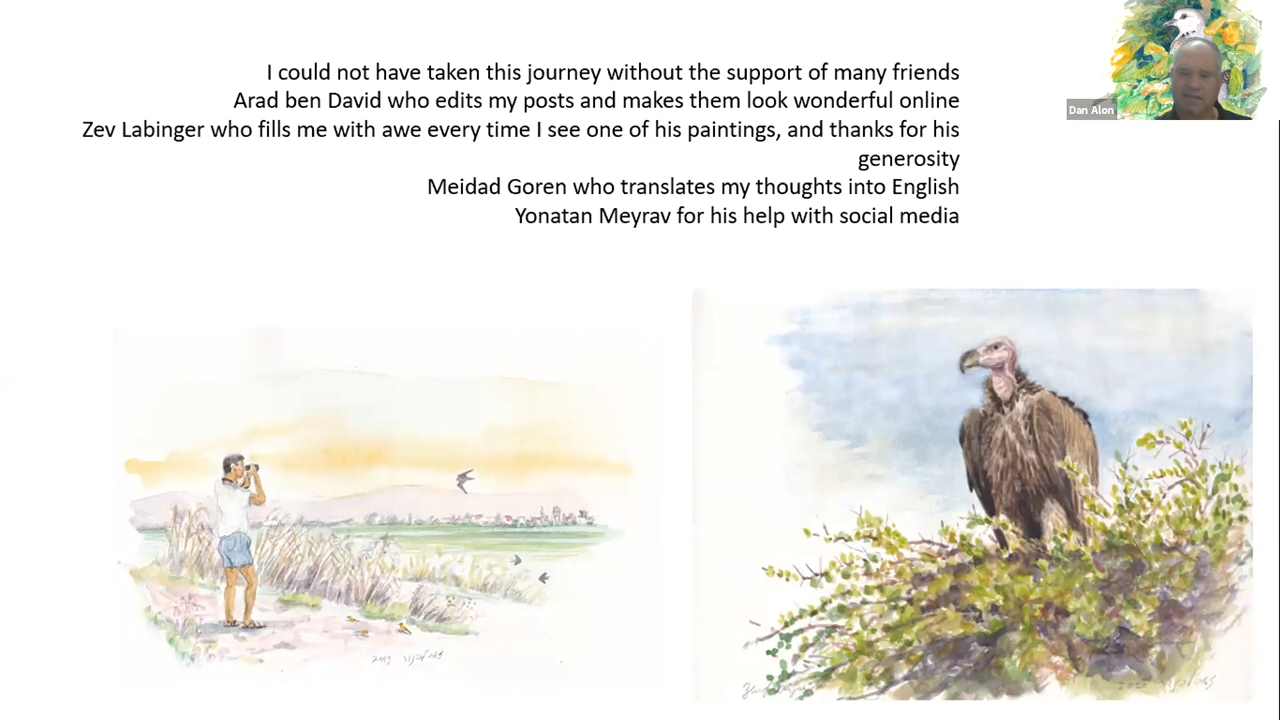 I could not have taken this journey without the support of many friends
Arad ben David who edits my posts and makes them look wonderful online
Zev Labinger who fills me with awe every time I see one of his paintings, and thanks for his
generosity
Meidad Goren who translates my thoughts into English
Yonatan Meyrav for his help with social media
Dan Alon
2019
2020